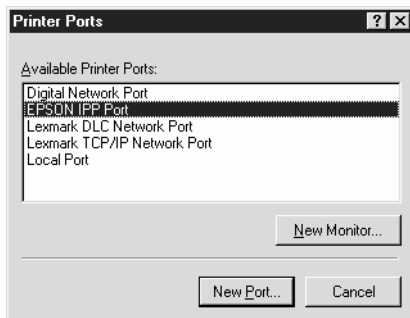 Printer Ports
Available Printer Ports:
Digital Network Port
EPSON IPP Port
Lexmark DLC Network Port
Lexmark TCP/IP Network Port
Local Port
New Monitor...
New Port...
Cancel